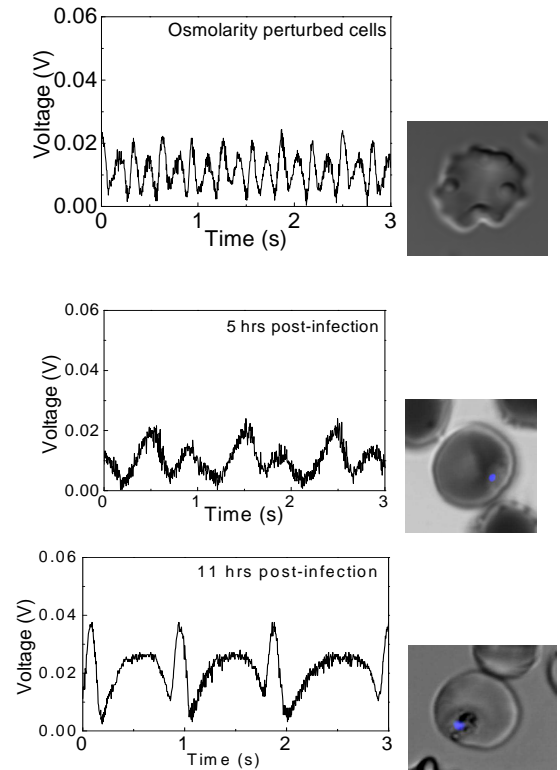 Osmolarity perturbed cells
Voltage (V)
0.06
0.04
0.02
0.00
0 1 2 3
Time (s)
5 hrs post-infection
Voltage (V)
0.06
0.04
0.02
0.00
0 1 2 3
Time (s)
11 hrs post-infection
Voltage (V)
0.06
0.04
0.02
0.00
0 1 2 3
Time (s)